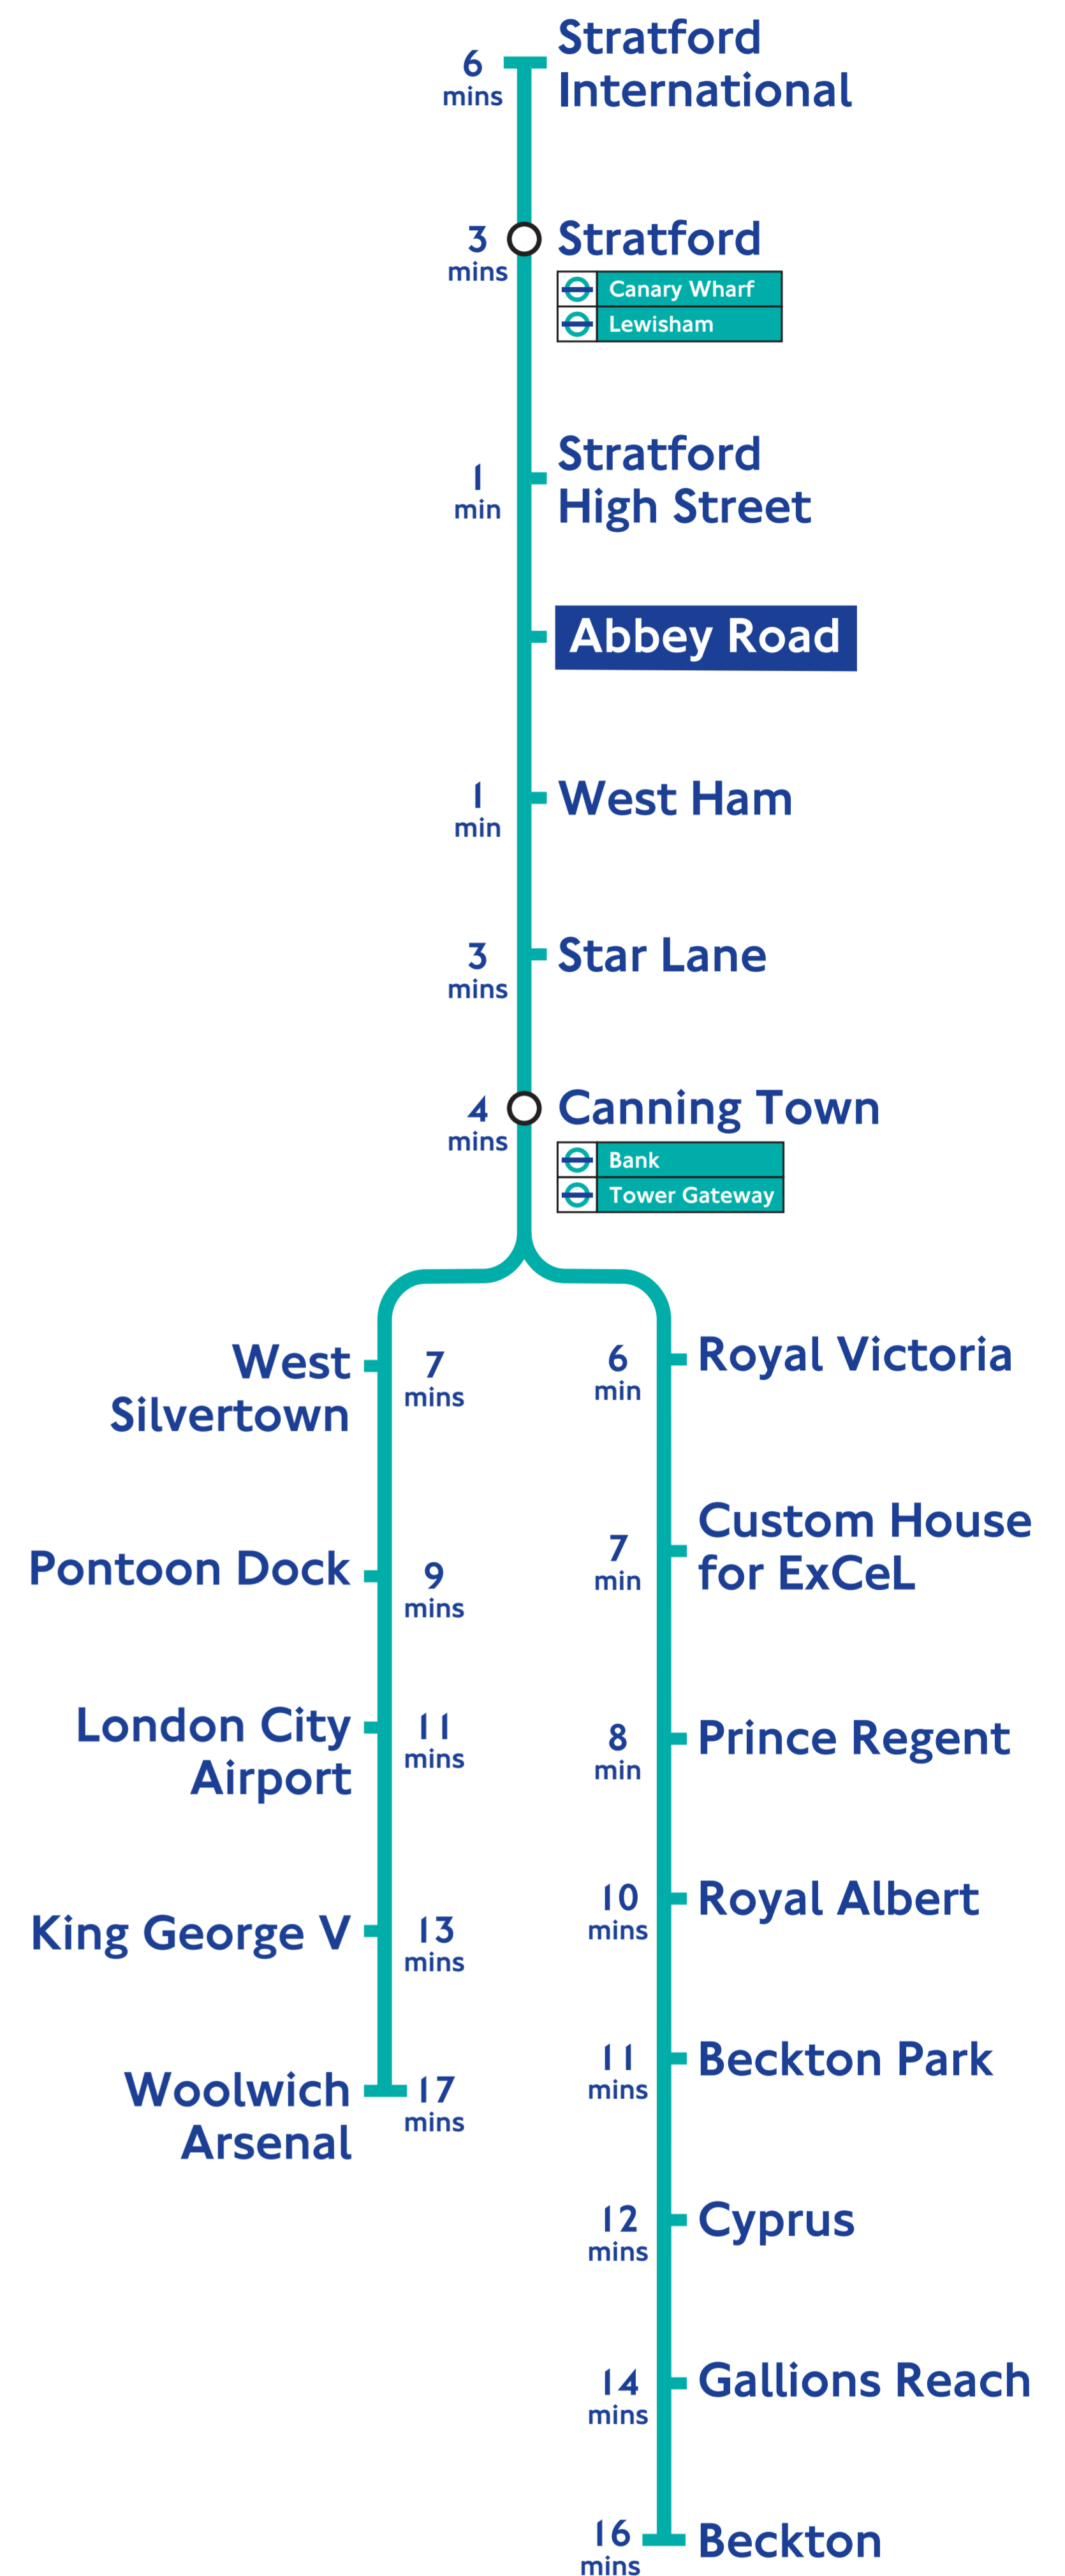 6
mins
Stratford
International
3
mins
Stratford
Canary Wharf
Lewisham
1
min
Stratford
High Street
Abbey Road
1
min
West Ham
3
mins
Star Lane
4
mins
Canning Town
Bank
Tower Gateway
West
Silvertown
7
mins
Pontoon Dock
9
mins
London City
Airport
11
mins
King George V
13
mins
Woolwich
Arsenal
17
mins
6
min
Royal Victoria
7
min
Custom House
for ExCeL
8
min
Prince Regent
10
mins
Royal Albert
11
mins
Beckton Park
12
mins
Cyprus
14
mins
Gallions Reach
16
mins
Beckton